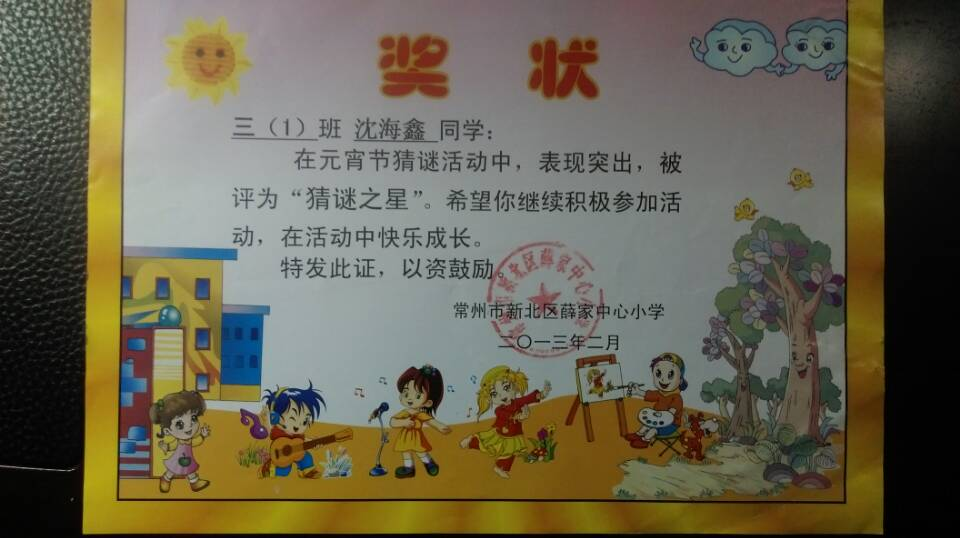 奖 状
三（1）班 沈海鑫 同学：
在元宵节猜谜活动中，表现突出，被
评为“猜谜之星”。希望你继续积极参加活
动，在活动中快乐成长。
特发此证，以资鼓励。
常州市新北区薛家中心小学
二〇一三年二月